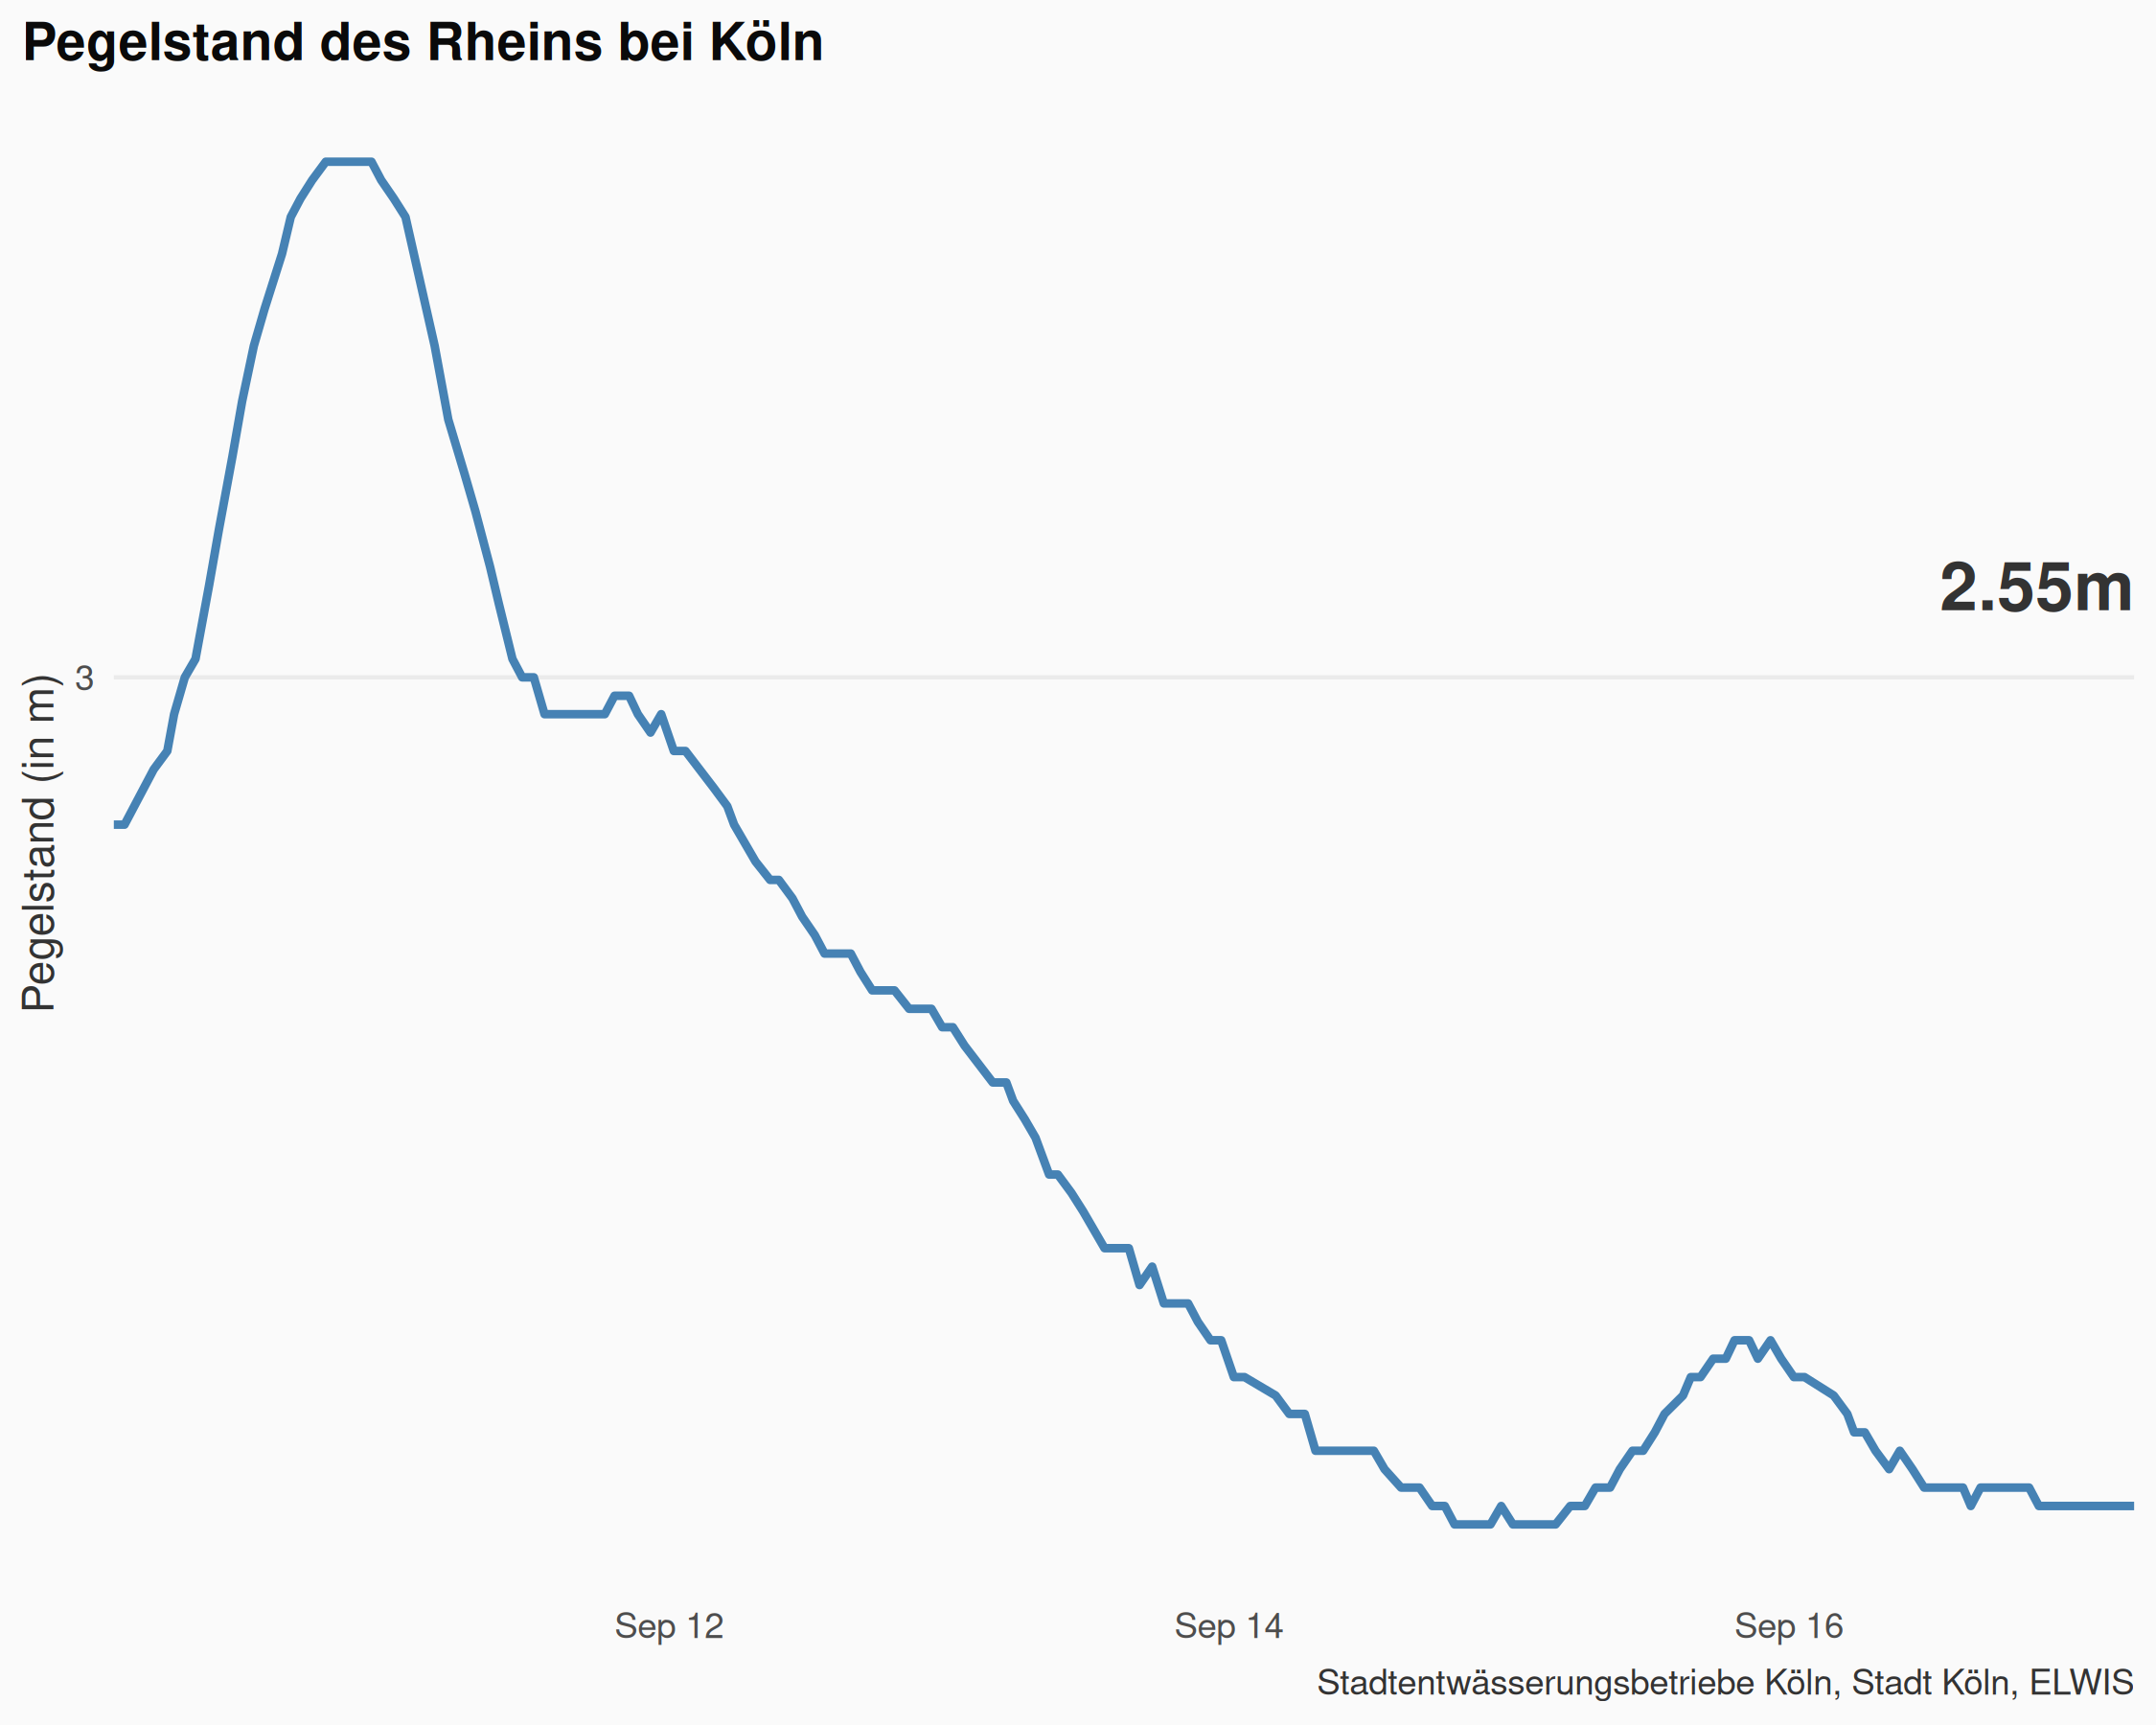 Pegelstand des Rheins bei Köln
2.55m
3
Pegelstand (in m)
Sep 12
Sep 14
Sep 16
Stadtentwässerungsbetriebe Köln, Stadt Köln, ELWIS